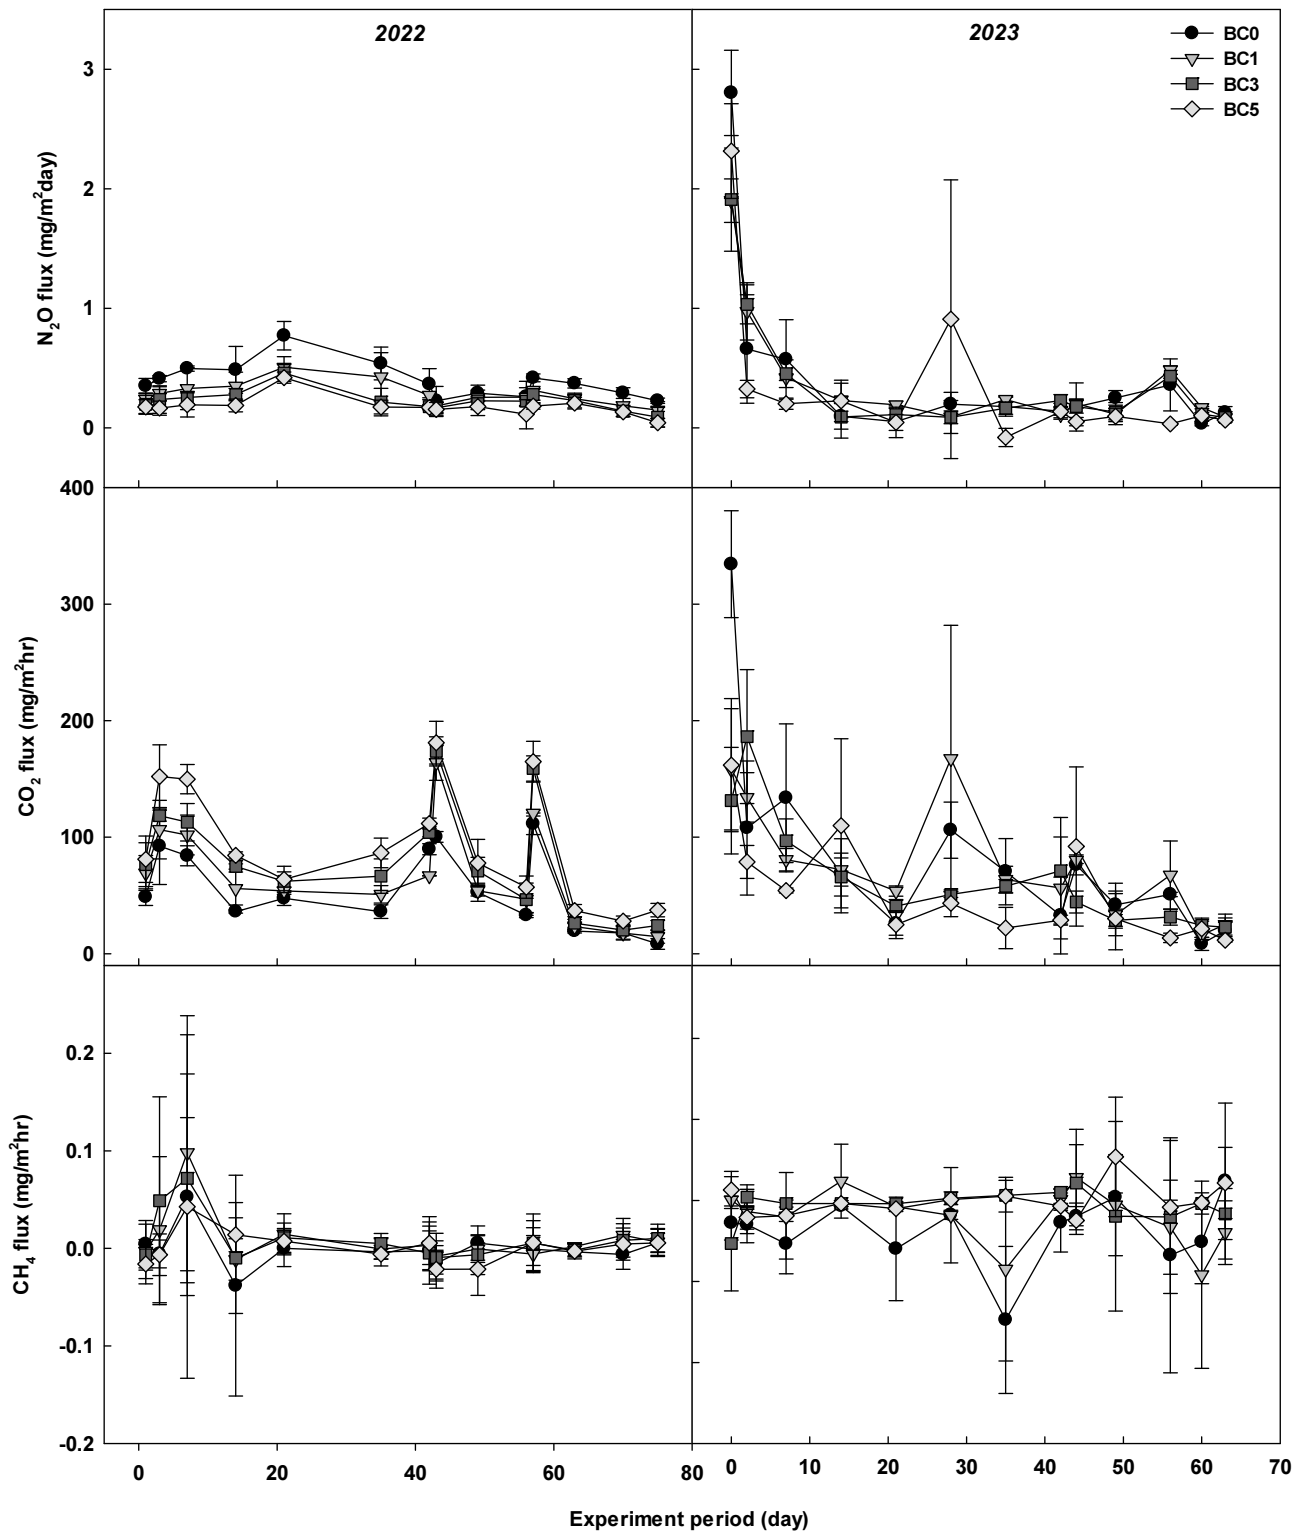 2022
2023
BC0
BC1
BC3
BC5
N₂O flux (mg/m²day)
3
2
1
0
CO₂ flux (mg/m²hr)
400
300
200
100
0
CH₄ flux (mg/m²hr)
0.2
0.1
0.0
-0.1
-0.2
0 20 40 60 80
0 10 20 30 40 50 60 70
Experiment period (day)